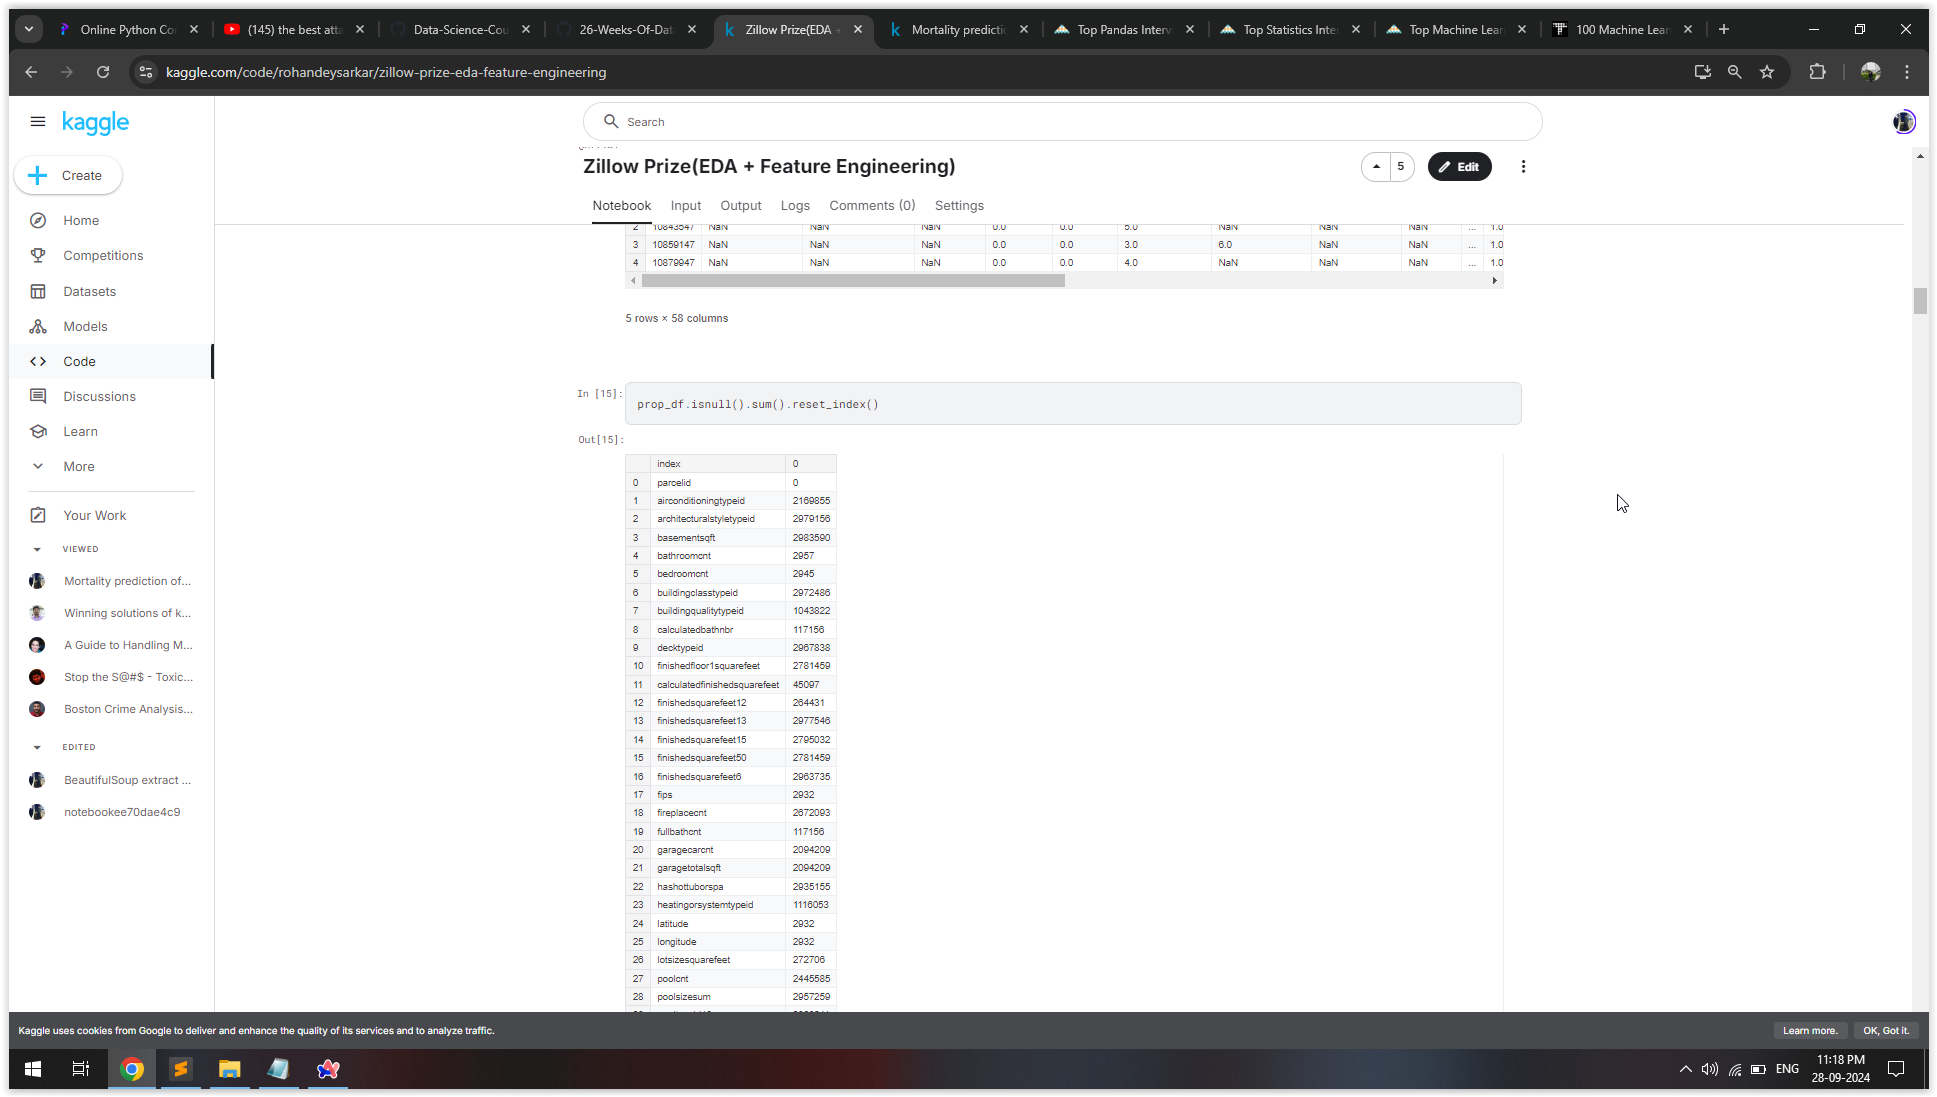 Online Python Co
(145) the best atta
Data-Science-Cou
26-Weeks-Of-Dat
Zillow Prize(EDA +
Mortality predictic
Top Pandas Interv
Top Statistics Inte
Top Machine Lear
100 Machine Lear
kaggle.com/code/rohandeysarkar/zillow-prize-eda-feature-engineering
kaggle
Search
Create
Home
Competitions
Datasets
Models
Code
Discussions
Learn
More
Your Work
VIEWED
Mortality prediction of...
Winning solutions of k...
A Guide to Handling M...
Stop the S@#$ - Toxic...
Boston Crime Analysis...
EDITED
BeautifulSoup extract ...
notebookee70dae4c9
Zillow Prize(EDA + Feature Engineering)
5
Edit
Notebook Input Output Logs Comments (0) Settings
2 10843547 NaN NaN NaN 0.0 0.0 5.0 NaN NaN NaN ... 1.0
3 10859147 NaN NaN NaN 0.0 0.0 3.0 6.0 NaN NaN ... 1.0
4 10879947 NaN NaN NaN 0.0 0.0 4.0 NaN NaN NaN ... 1.0
5 rows × 58 columns
In [15]: prop_df.isnull().sum().reset_index()
Out[15]:
index 0
0 parcelid 0
1 airconditioningtypeid 2169855
2 architecturalstyletypeid 2979156
3 basementsqft 2983590
4 bathroomcnt 2957
5 bedroomcnt 2945
6 buildingclasstypeid 2972486
7 buildingqualitytypeid 1043822
8 calculatedbathnbr 117156
9 decktypeid 2967838
10 finishedfloor1squarefeet 2781459
11 calculatedfinishedsquarefeet 45097
12 finishedsquarefeet12 264431
13 finishedsquarefeet13 2977546
14 finishedsquarefeet15 2795032
15 finishedsquarefeet50 2781459
16 finishedsquarefeet6 2963735
17 fips 2932
18 fireplacecnt 2672093
19 fullbathcnt 117156
20 garagecarcnt 2094209
21 garagetotalsqft 2094209
22 hashottuborspa 2935155
23 heatingorsystemtypeid 1116053
24 latitude 2932
25 longitude 2932
26 lotsizesquarefeet 272706
27 poolcnt 2445585
28 poolsizesum 2957259
Kaggle uses cookies from Google to deliver and enhance the quality of its services and to analyze traffic.
Learn more.
OK, Got it.
ENG
11:18 PM
28-09-2024